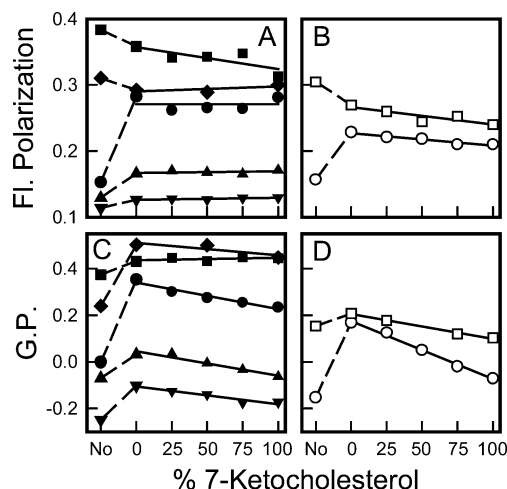 A
B
0.4
0.3
0.2
0.1
Fl. Polarization
C
D
0.4
0.2
0.0
-0.2
G.P.
No 0 25 50 75 100 No 0 25 50 75 100
% 7-Ketocholesterol